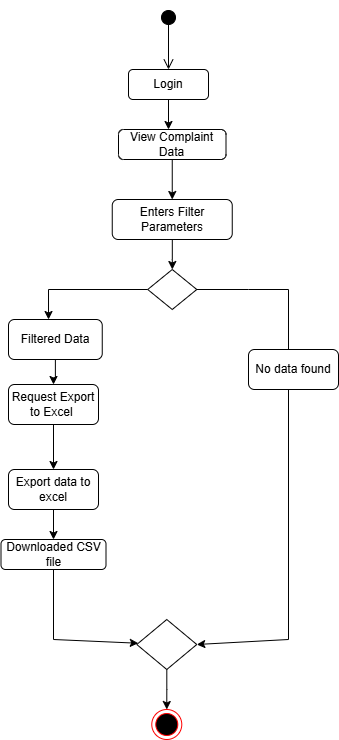 Login
View Complaint
Data
Enters Filter
Parameters
Filtered Data
No data found
Request Export
to Excel
Export data to
excel
Downloaded CSV
file